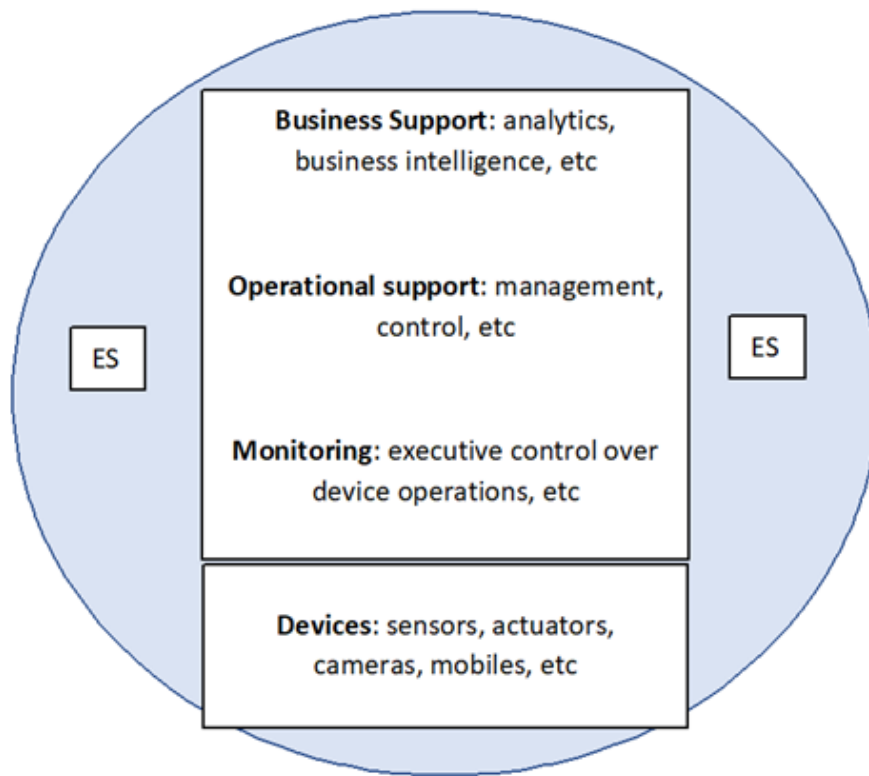 Business Support: analytics,
business intelligence, etc
Operational support: management,
control, etc
ES
ES
Monitoring: executive control over
device operations, etc
Devices: sensors, actuators,
cameras, mobiles, etc